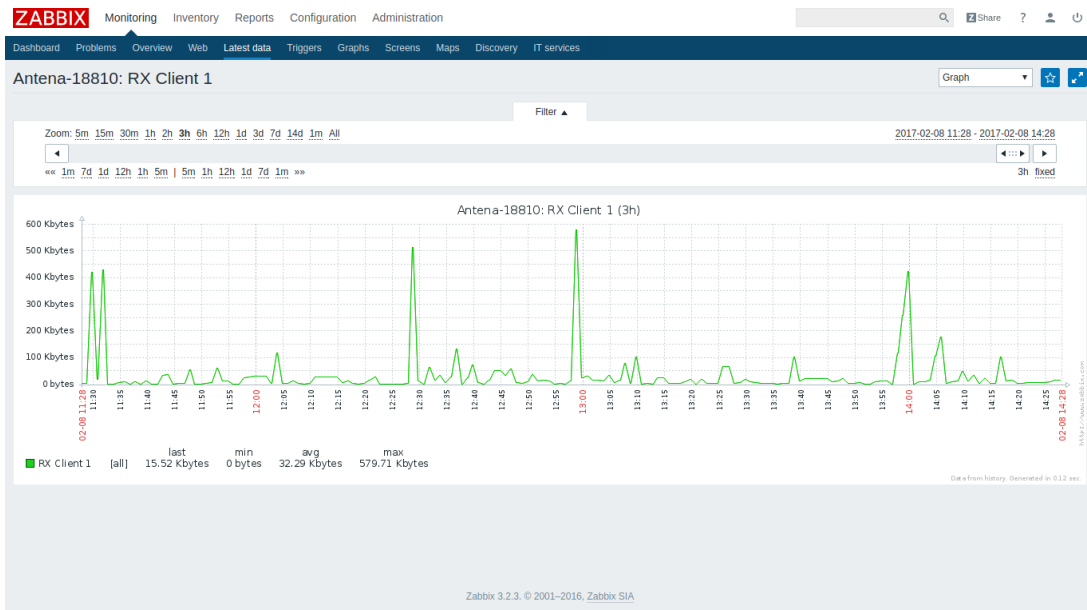 ZABBIX Monitoring Inventory Reports Configuration Administration Z Share ?
Dashboard Problems Overview Web Latest data Triggers Graphs Screens Maps Discovery IT services
Antena-18810: RX Client 1 Graph
Filter
Zoom: 5m 15m 30m 1h 2h 3h 6h 12h 1d 3d 7d 14d 1m All 2017-02-08 11:28 - 2017-02-08 14:28
«« 1m 7d 1d 12h 1h 5m | 5m 1h 12h 1d 7d 1m »» 3h fixed
Antena-18810: RX Client 1 (3h)
600 Kbytes
500 Kbytes
400 Kbytes
300 Kbytes
200 Kbytes
100 Kbytes
0 bytes
02-08 11:28 11:30 11:35 11:40 11:45 11:50 11:55 12:00 12:05 12:10 12:15 12:20 12:25 12:30 12:35 12:40 12:45 12:50 12:55 13:00 13:05 13:10 13:15 13:20 13:25 13:30 13:35 13:40 13:45 13:50 13:55 14:00 14:05 14:10 14:15 14:20 14:25 02-08 14:28
http://www.zabbix.com
last min avg max
RX Client 1 [all] 15.52 Kbytes 0 bytes 32.29 Kbytes 579.71 Kbytes
Data from history. Generated in 0.12 sec.
Zabbix 3.2.3. © 2001–2016, Zabbix SIA